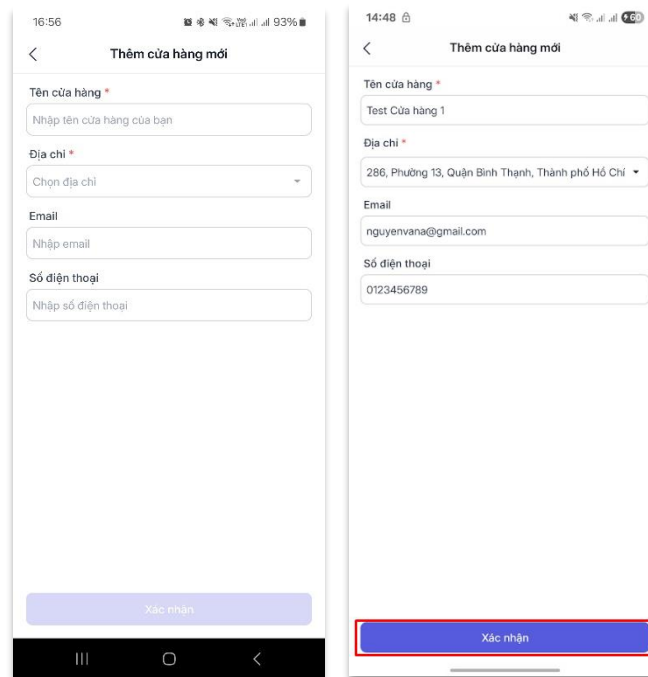 16:56
93%
Thêm cửa hàng mới
Tên cửa hàng *
Nhập tên cửa hàng của bạn
Địa chỉ *
Chọn địa chỉ
Email
Nhập email
Số điện thoại
Nhập số điện thoại
Xác nhận
14:48
60
Thêm cửa hàng mới
Tên cửa hàng *
Test Cửa hàng 1
Địa chỉ *
286, Phường 13, Quận Bình Thạnh, Thành phố Hồ Chí
Email
nguyenvana@gmail.com
Số điện thoại
0123456789
Xác nhận